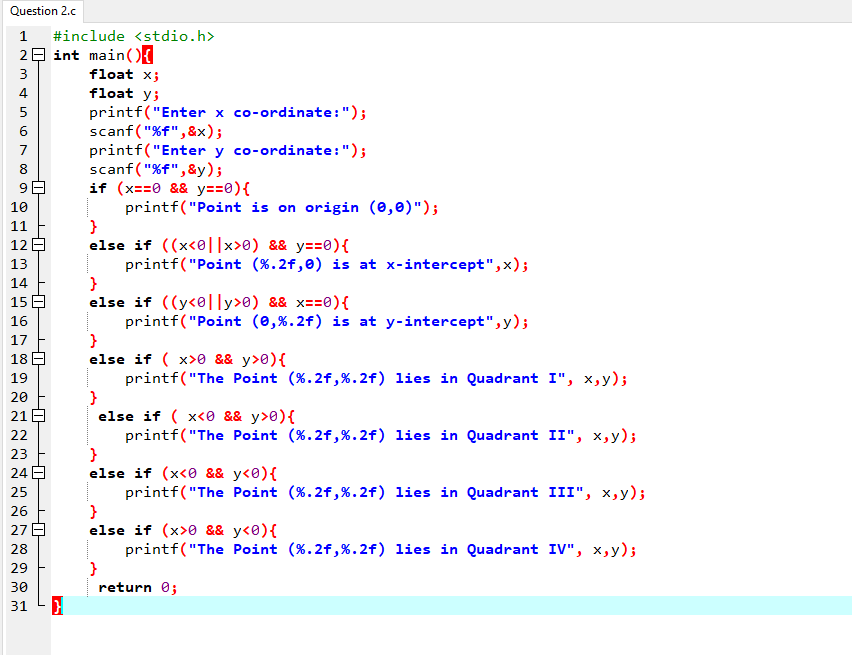 Question 2.c
1 #include <stdio.h>
2 int main(){
3 float x;
4 float y;
5 printf("Enter x co-ordinate:");
6 scanf("%f",&x);
7 printf("Enter y co-ordinate:");
8 scanf("%f",&y);
9 if (x==0 && y==0){
10 printf("Point is on origin (0,0)");
11 }
12 else if ((x<0||x>0) && y==0){
13 printf("Point (%.2f,0) is at x-intercept",x);
14 }
15 else if ((y<0||y>0) && x==0){
16 printf("Point (0,%.2f) is at y-intercept",y);
17 }
18 else if ( x>0 && y>0){
19 printf("The Point (%.2f,%.2f) lies in Quadrant I", x,y);
20 }
21 else if ( x<0 && y>0){
22 printf("The Point (%.2f,%.2f) lies in Quadrant II", x,y);
23 }
24 else if (x<0 && y<0){
25 printf("The Point (%.2f,%.2f) lies in Quadrant III", x,y);
26 }
27 else if (x>0 && y<0){
28 printf("The Point (%.2f,%.2f) lies in Quadrant IV", x,y);
29 }
30 return 0;
31 }